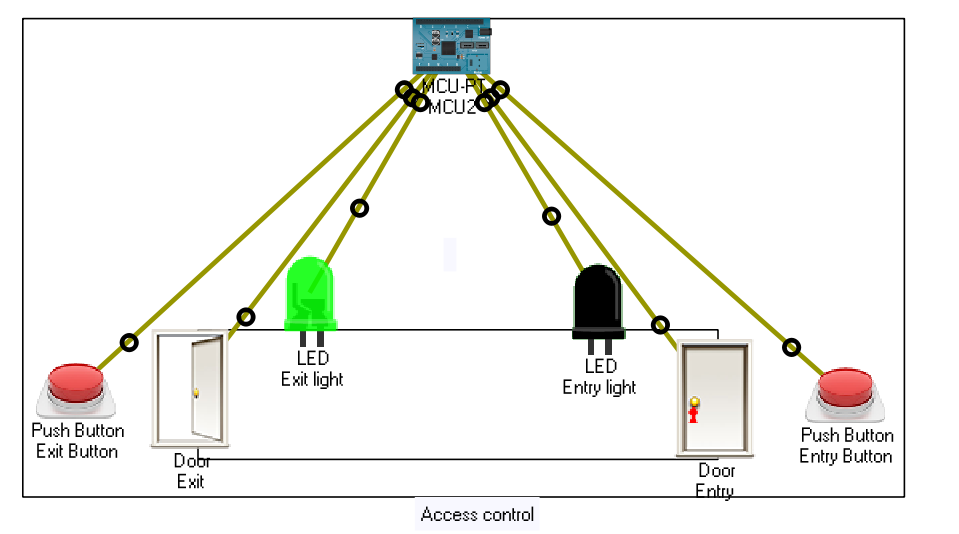 MCU-PT
MCU2
LED
Exit light
LED
Entry light
Push Button
Exit Button
Door
Exit
Door
Entry
Push Button
Entry Button
Access control